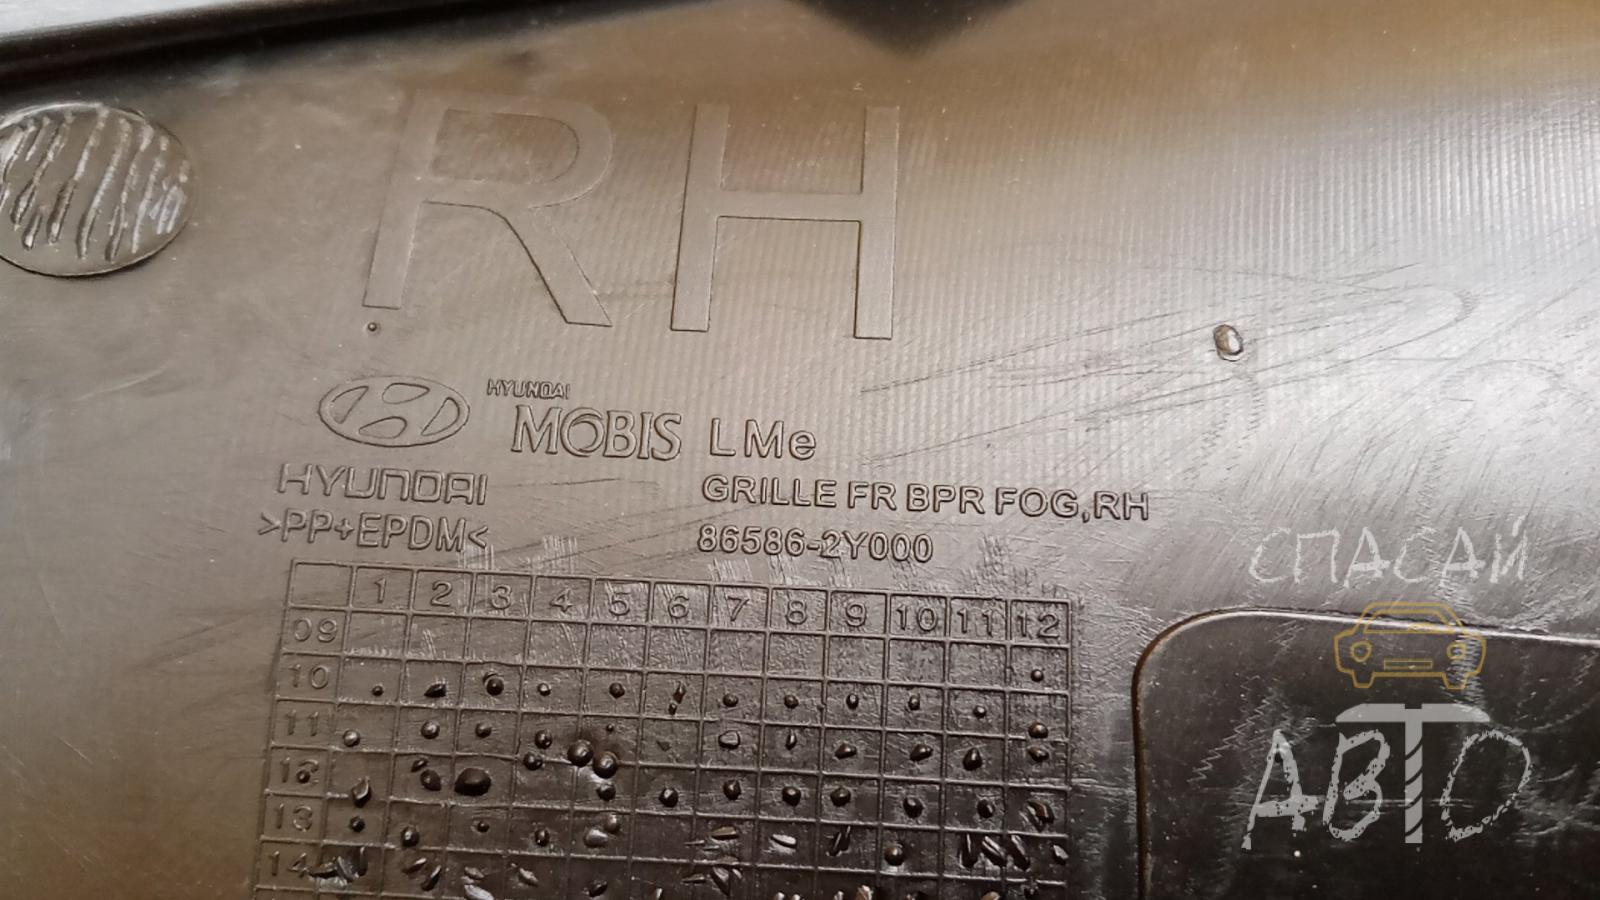 RH
HYUNDAI
MOBIS LMe
HYUNDAI GRILLE FR BPR FOG,RH
>PP+EPDM< 86586-2Y000
1 2 3 4 5 6 7 8 9 10 11 12
09
10
11
12
13
14
СПАСАЙ
АВТО